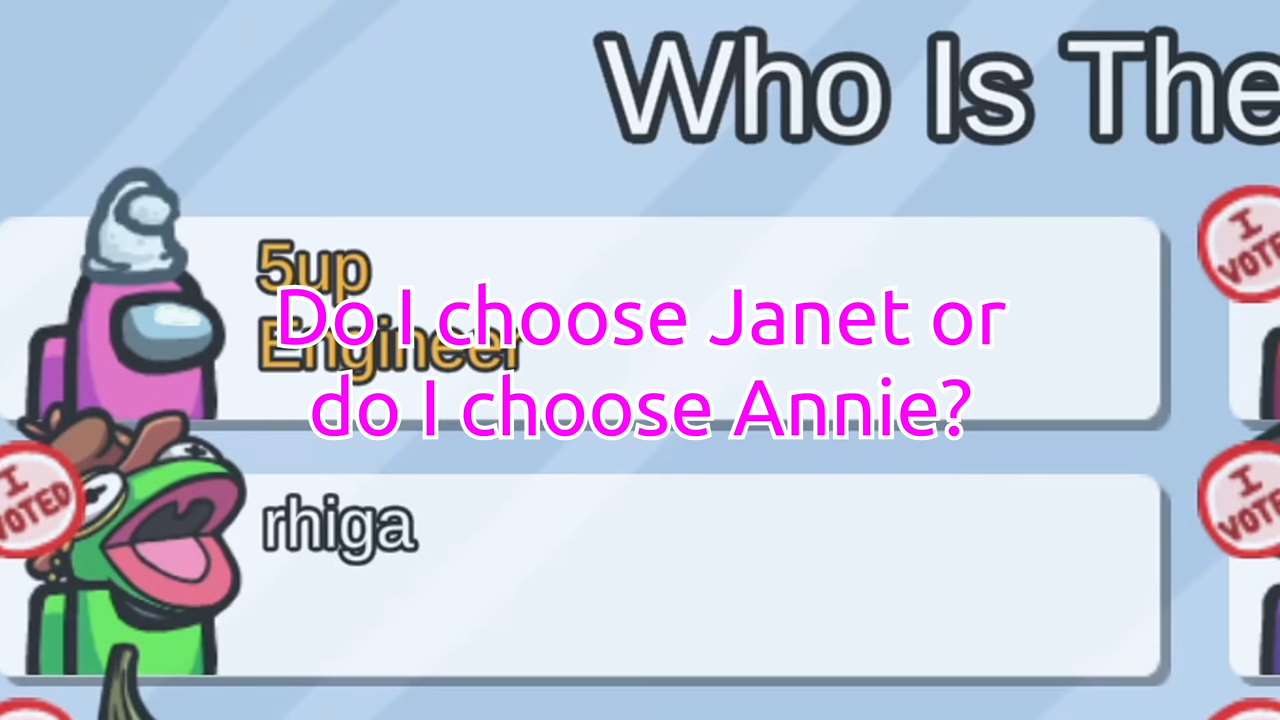 Who Is The
5up
Engineer
Do I choose Janet or
do I choose Annie?
I
VOTED
rhiga
I
VOTE
I
VOTE